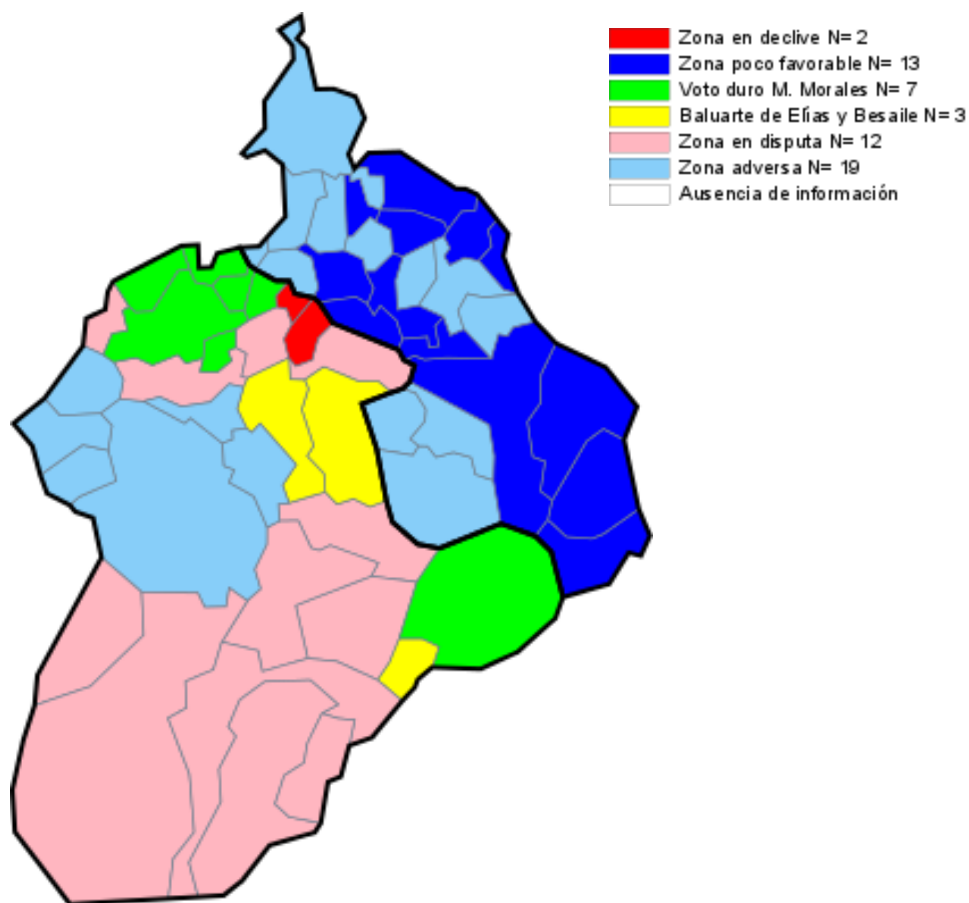 Zona en declive N= 2
Zona poco favorable N= 13
Voto duro M. Morales N= 7
Baluarte de Elías y Besaile N= 3
Zona en disputa N= 12
Zona adversa N= 19
Ausencia de información